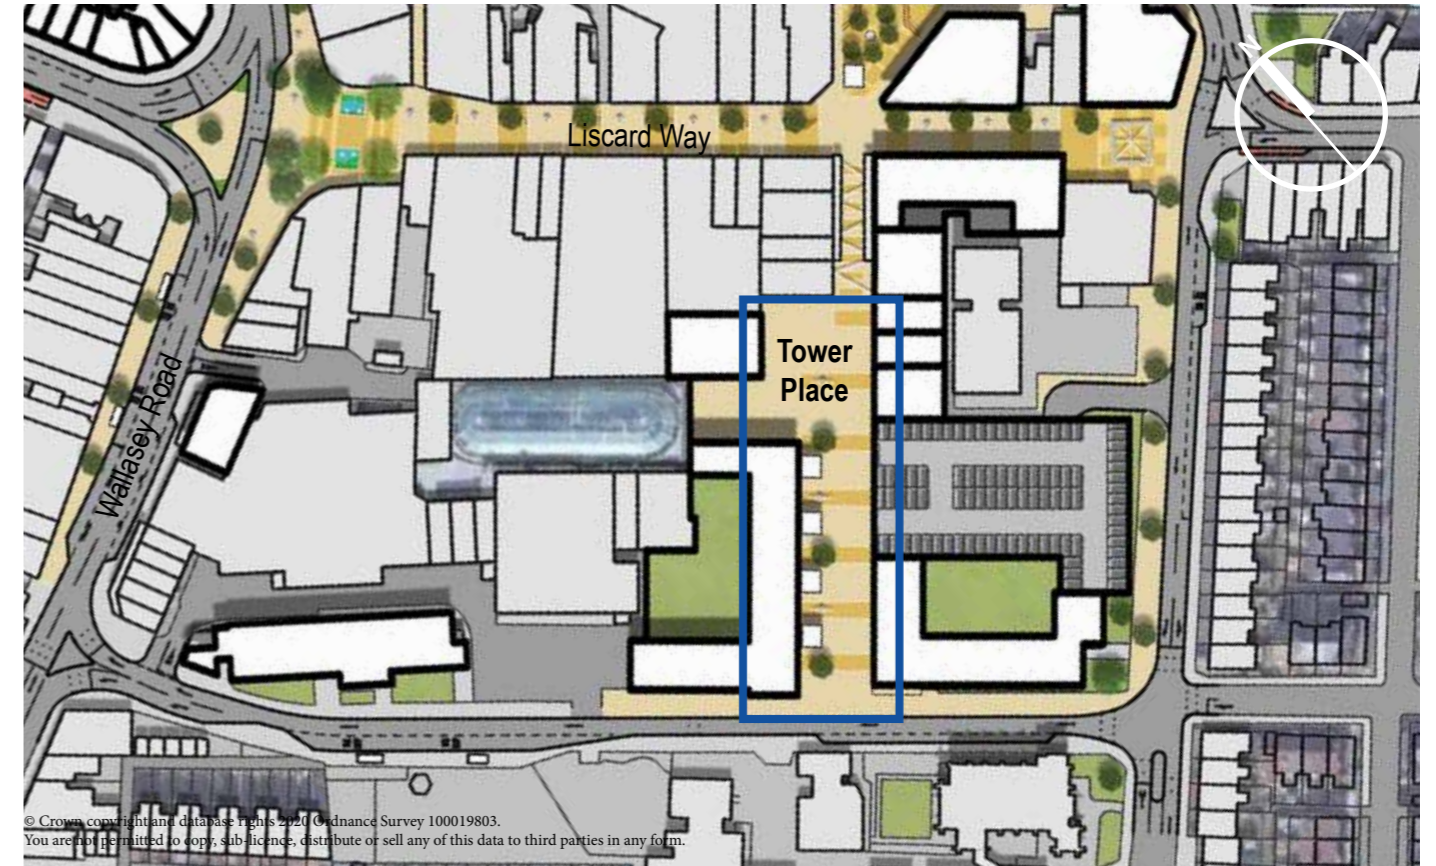 N
Liscard Way
Tower
Place
Wallasey Road
© Crown copyright and database rights 2020 Ordnance Survey 100019803.
You are not permitted to copy, sub-licence, distribute or sell any of this data to third parties in any form.